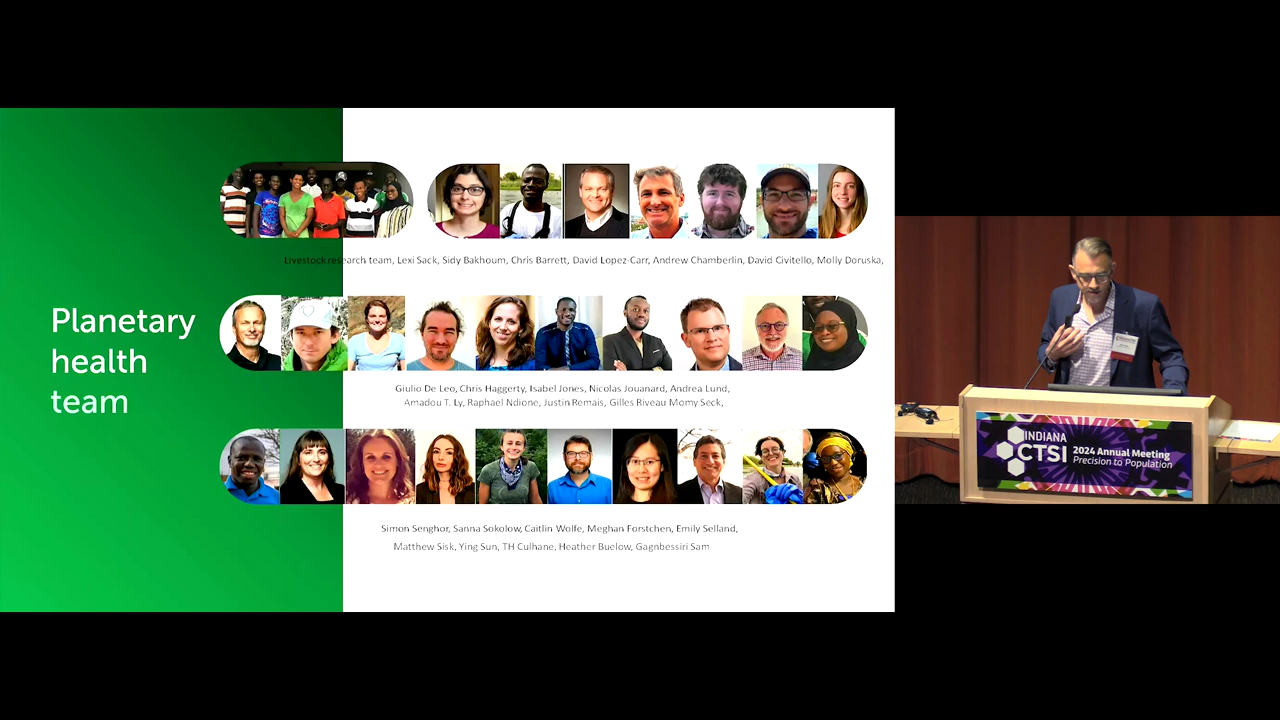 Planetary
health
team
Livestock research team, Lexi Sack, Sidy Bakhoum, Chris Barrett, David Lopez-Carr, Andrew Chamberlin, David Civitello, Molly Doruska,
Giulio De Leo, Chris Haggerty, Isabel Jones, Nicolas Jouanard, Andrea Lund,
Amadou T. Ly, Raphael Ndione, Justin Remais, Gilles Riveau Momy Seck,
Simon Senghor, Sanna Sokolow, Caitlin Wolfe, Meghan Forstchen, Emily Selland,
Matthew Sisk, Ying Sun, TH Culhane, Heather Buelow, Gagnbessiri Sam
INDIANA
CTSI
2024 Annual Meeting
Precision to Population